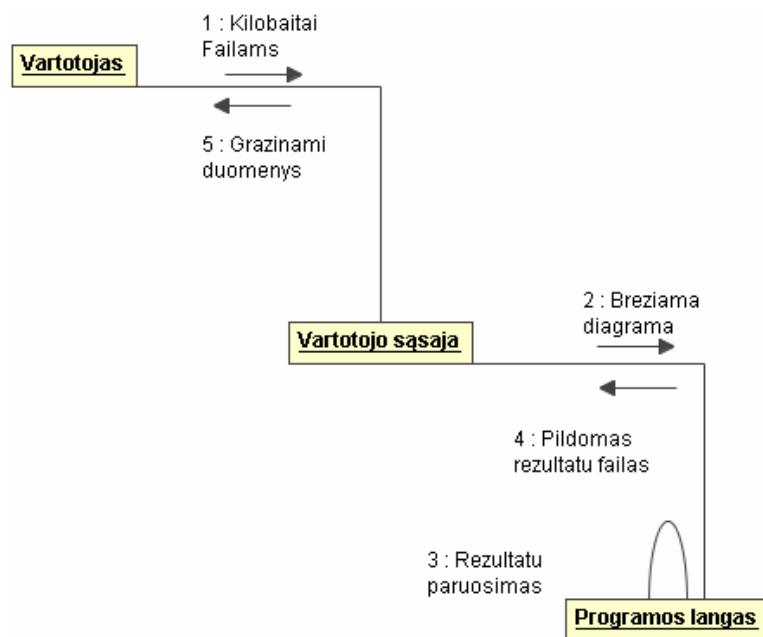 1 : Kilobaitai
Failams
Vartotojas
5 : Grazinami
duomenys
2 : Breziama
diagrama
Vartotojo sąsaja
4 : Pildomas
rezultatu failas
3 : Rezultatu
paruosimas
Programos langas